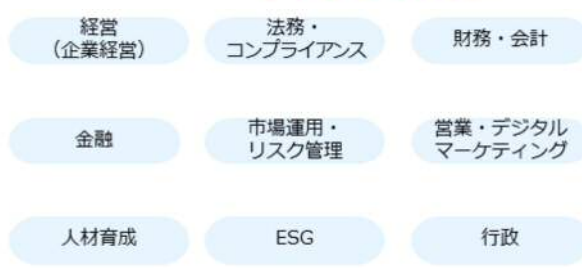 経営
（企業経営）
法務・
コンプライアンス
財務・会計
金融
市場運用・
リスク管理
営業・デジタル
マーケティング
人材育成
ESG
行政